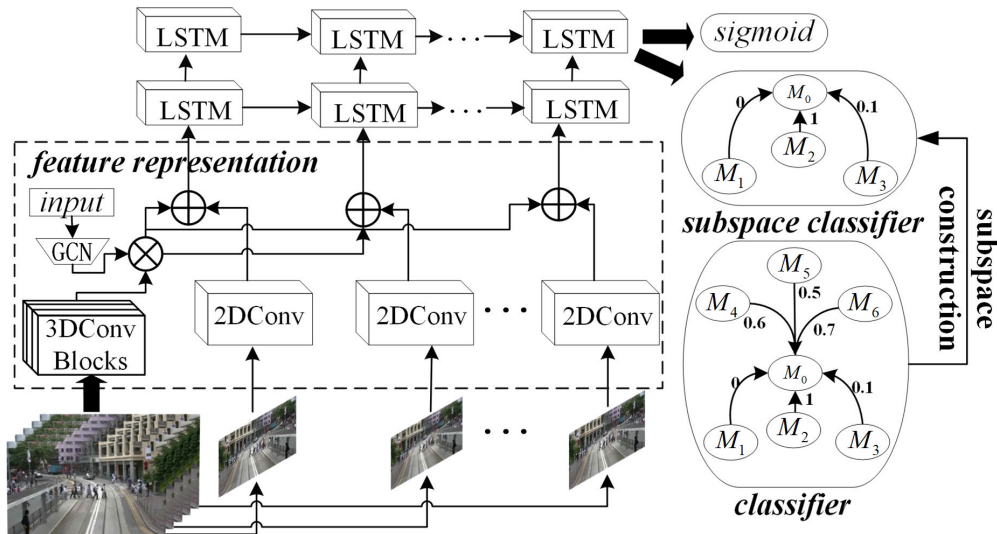 LSTM LSTM ... LSTM
sigmoid
LSTM LSTM ... LSTM
0 M₀ 0.1
1
M₁ M₂ M₃
subspace classifier
feature representation
input
GCN
3DConv
Blocks
2DConv 2DConv ... 2DConv
...
subspace
construction
M₅
0.5
M₄ M₆
0.6 0.7
M₀
0 1 0.1
M₁ M₂ M₃
classifier